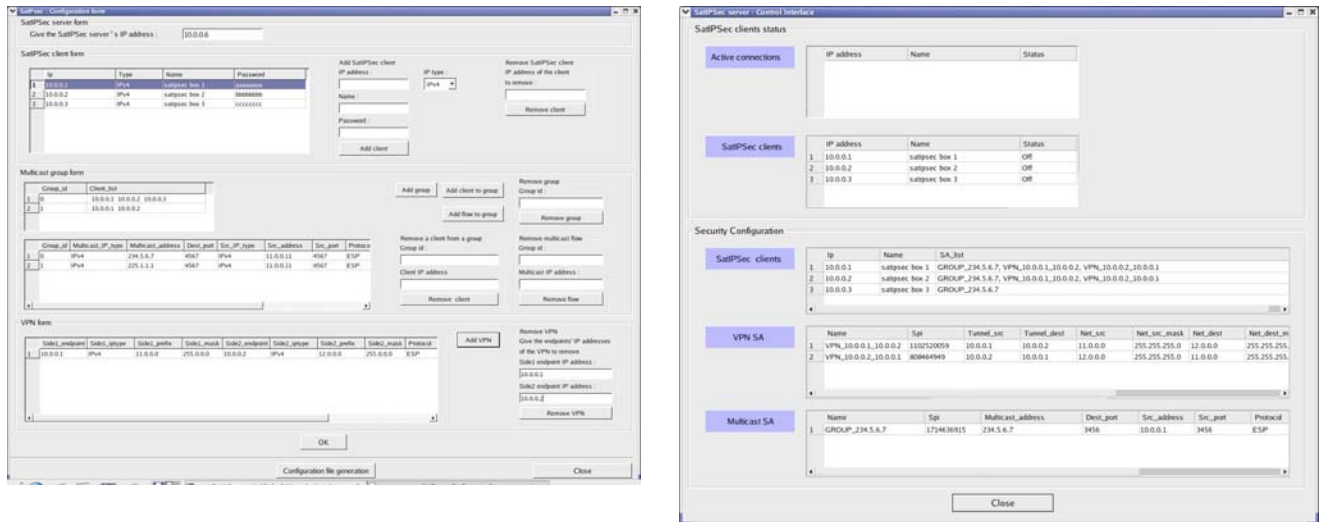 SatIPsec - Configuration form
SatIPSec server form
Give the SatIPSec server's IP address : 10.0.0.6
SatIPSec client form
Ip Type Name Password
1 10.0.0.1 IPv4 satipsec box 1
2 10.0.0.2 IPv4 satipsec box 2
3 10.0.0.3 IPv4 satipsec box 3
Add SatIPSec client
IP address : IP type :
IPv4
Name :
Password :
Add client
Remove SatIPSec client
IP address of the client
to remove :
Remove client
Multicast group form
Group_id Client_list
1 0 10.0.0.1 10.0.0.2 10.0.0.3
2 1 10.0.0.1 10.0.0.2
Add group Add client to group
Add flow to group
Remove group
Group id :
Remove group
Group_id Multicast_IP_type Multicast_address Dest_port Src_IP_type Src_address Src_port Protoco
1 0 IPv4 234.5.6.7 4567 IPv4 11.0.0.11 4567 ESP
2 1 IPv4 225.1.1.1 4567 IPv4 11.0.0.11 4567 ESP
Remove a client from a group
Group id :
Client IP address
Remove client
Remove multicast flow
Group id :
Multicast IP address :
Remove flow
VPN form
Side1_endpoint Side1_iptype Side1_prefix Side1_mask Side2_endpoint Side2_iptype Side2_prefix Side2_mask Protocol
1 10.0.0.1 IPv4 11.0.0.0 255.0.0.0 10.0.0.2 IPv4 12.0.0.0 255.0.0.0 ESP
Add VPN
Remove VPN
Give the endpoints' IP addresses
of the VPN to remove
Side1 endpoint IP address :
10.0.0.1
Side2 endpoint IP address :
10.0.0.2
Remove VPN
OK
Configuration file generation
Close
SatIPSec server - Control Interface
SatIPSec clients status
Active connections
IP address Name Status
SatIPSec clients
IP address Name Status
1 10.0.0.1 satipsec box 1 Off
2 10.0.0.2 satipsec box 2 Off
3 10.0.0.3 satipsec box 3 Off
Security Configuration
SatIPSec clients
Ip Name SA_list
1 10.0.0.1 satipsec box 1 GROUP_234.5.6.7, VPN_10.0.0.1_10.0.0.2, VPN_10.0.0.2_10.0.0.1
2 10.0.0.2 satipsec box 2 GROUP_234.5.6.7, VPN_10.0.0.1_10.0.0.2, VPN_10.0.0.2_10.0.0.1
3 10.0.0.3 satipsec box 3 GROUP_234.5.6.7
VPN SA
Name Spi Tunnel_src Tunnel_dest Net_src Net_src_mask Net_dest Net_dest_m
1 VPN_10.0.0.1_10.0.0.2 1102520059 10.0.0.1 10.0.0.2 11.0.0.0 255.255.255.0 12.0.0.0 255.255.255.
2 VPN_10.0.0.2_10.0.0.1 808464949 10.0.0.2 10.0.0.1 12.0.0.0 255.255.255.0 11.0.0.0 255.255.255.
Multicast SA
Name Spi Multicast_address Dest_port Src_address Src_port Protocol
1 GROUP_234.5.6.7 1714636915 234.5.6.7 3456 10.0.0.1 3456 ESP
Close